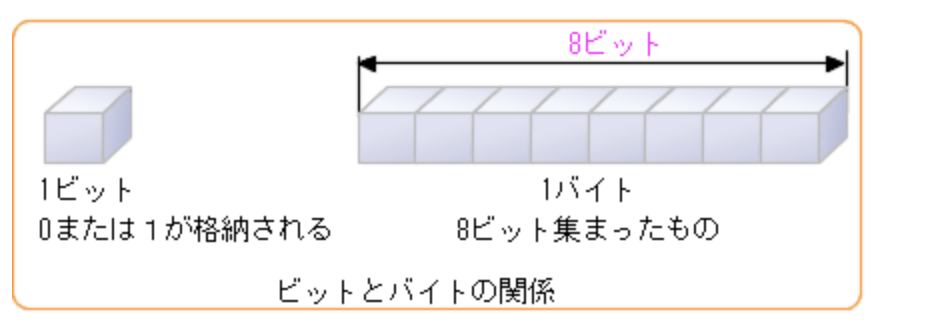 8ビット
1ビット
0または１が格納される
1バイト
8ビット集まったもの
ビットとバイトの関係